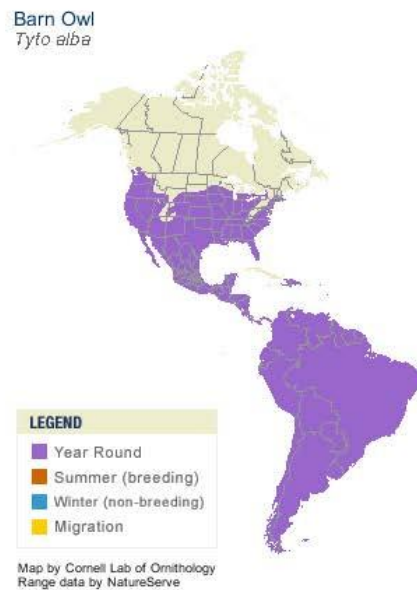 Barn Owl
Tyto alba
LEGEND
Year Round
Summer (breeding)
Winter (non-breeding)
Migration
Map by Cornell Lab of Ornithology
Range data by NatureServe